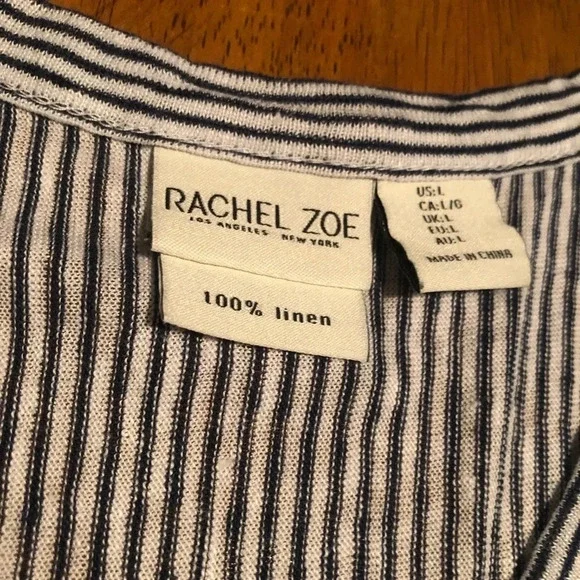 RACHEL ZOE
LOS ANGELES NEW YORK
100% linen
US:L
CA:L/G
UK:L
EU:L
AU:L
MADE IN CHINA